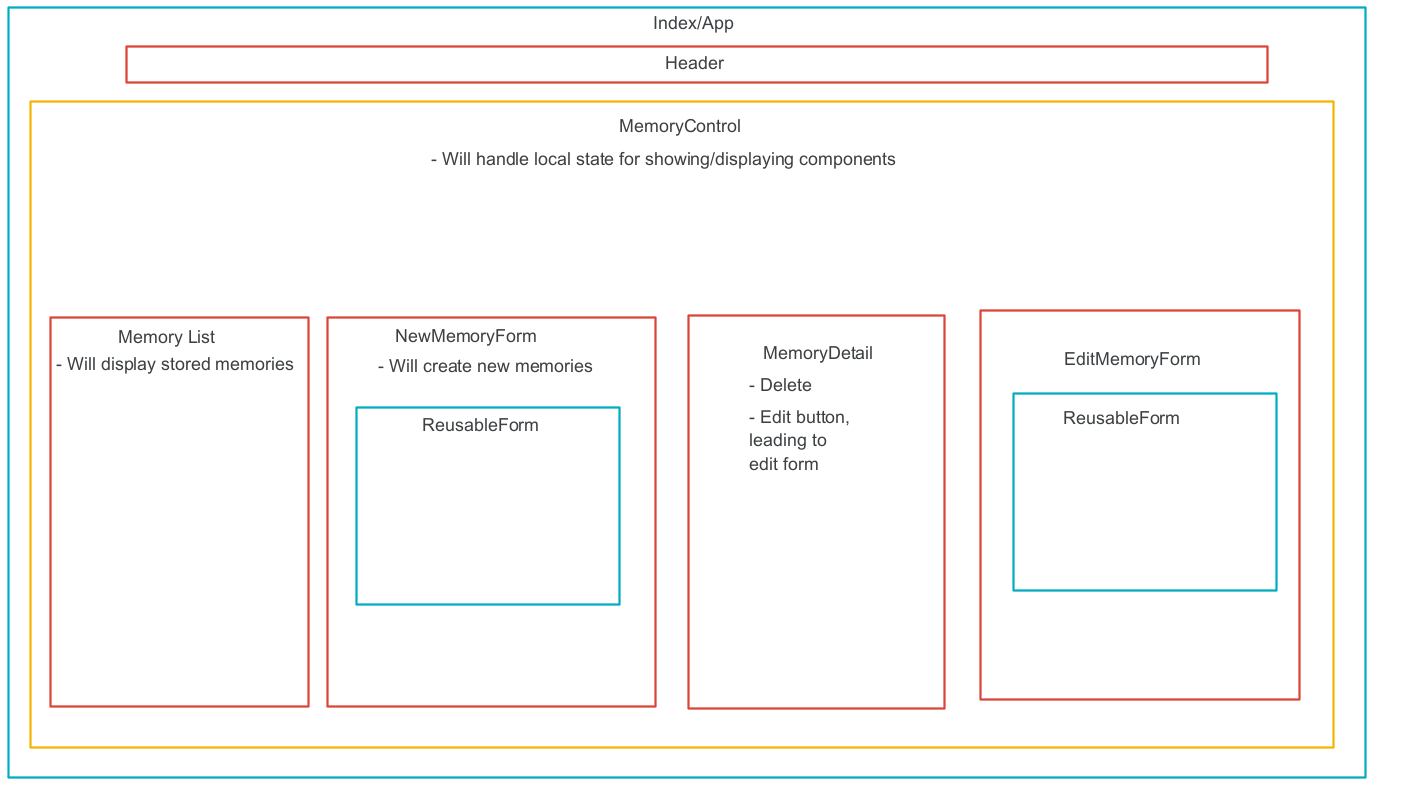 Index/App
Header
MemoryControl
- Will handle local state for showing/displaying components
Memory List
- Will display stored memories
NewMemoryForm
- Will create new memories
ReusableForm
MemoryDetail
- Delete
- Edit button,
leading to
edit form
EditMemoryForm
ReusableForm